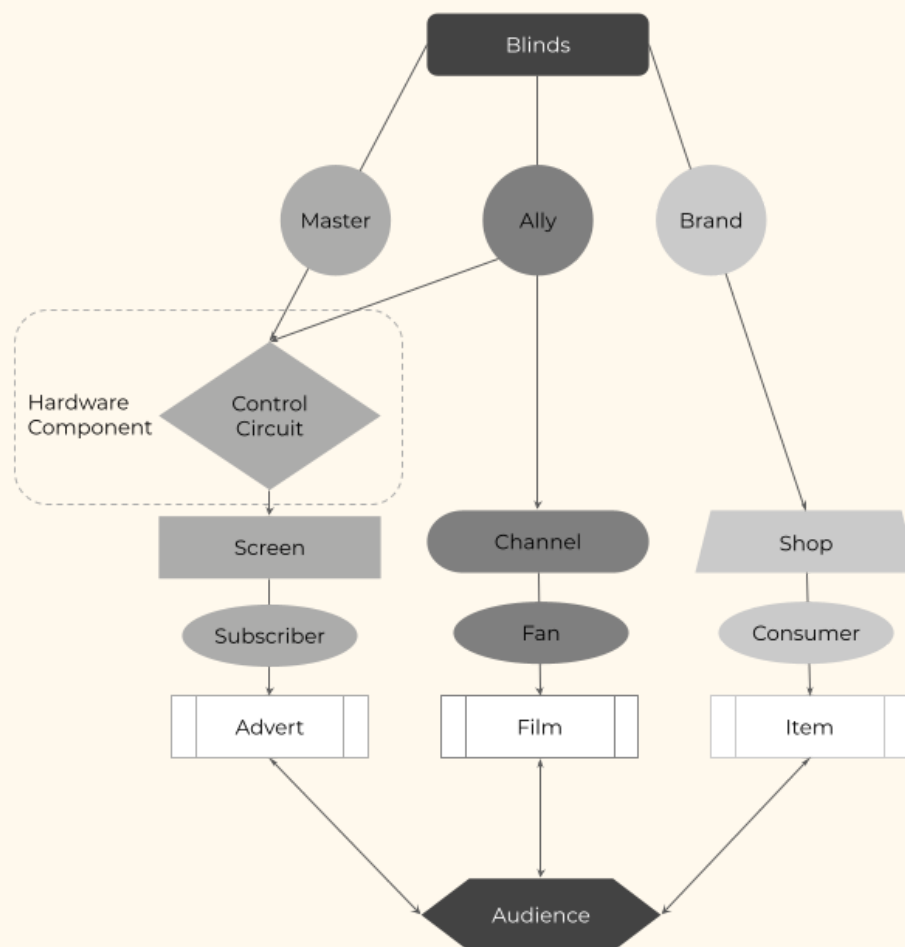 Blinds
Master
Ally
Brand
Hardware
Component
Control
Circuit
Screen
Channel
Shop
Subscriber
Fan
Consumer
Advert
Film
Item
Audience